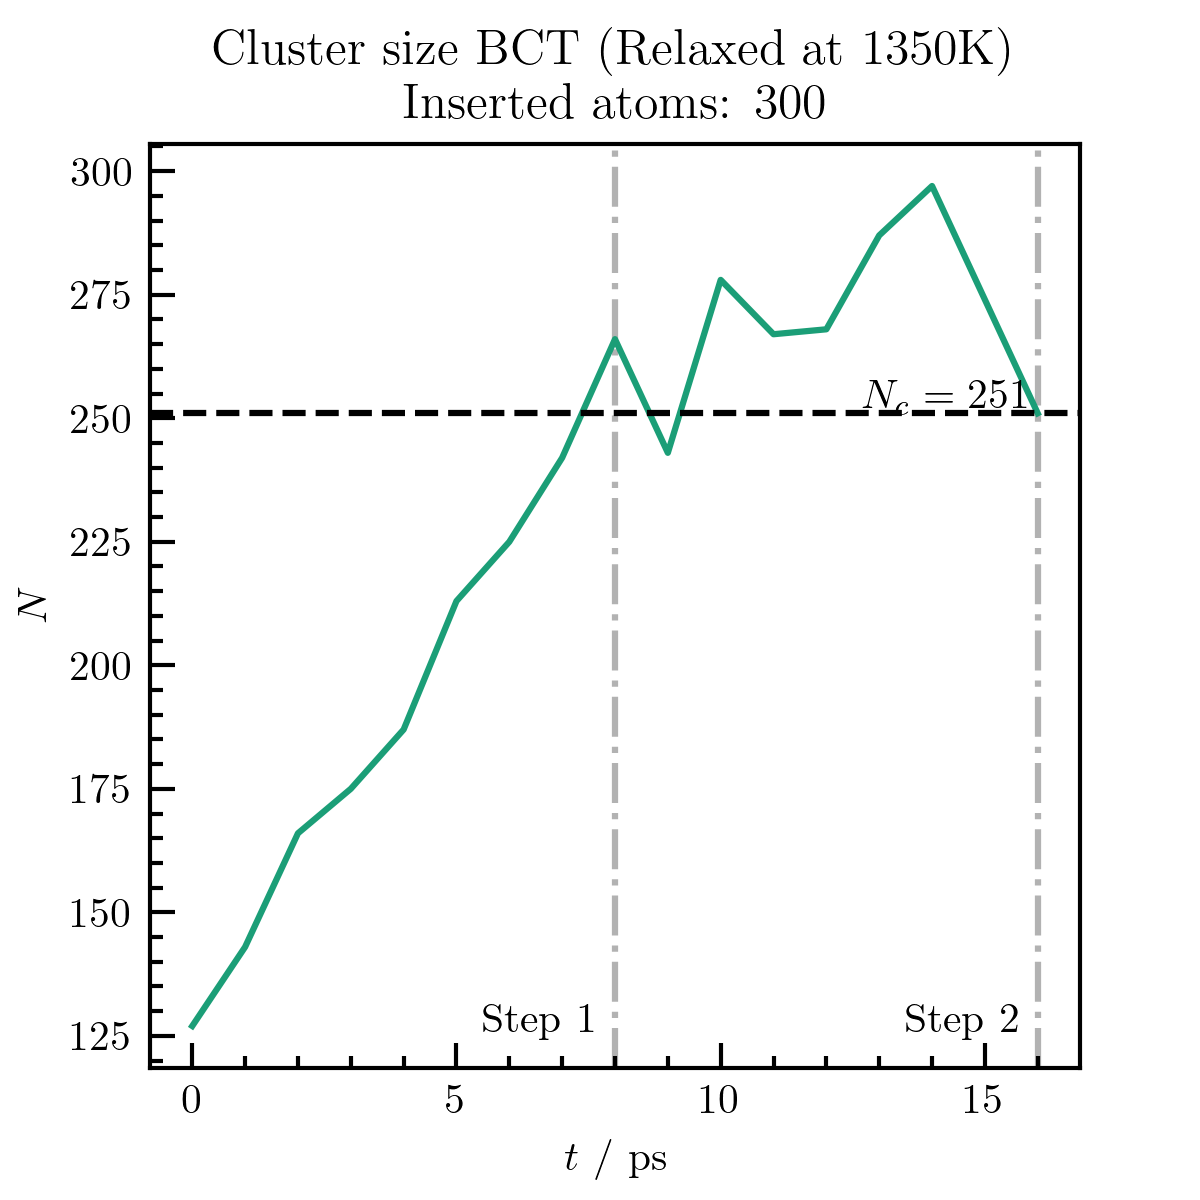 Cluster size BCT (Relaxed at 1350K)
Inserted atoms: 300
300
275
250
225
200
175
150
125
N
N_c = 251
Step 1
Step 2
0 5 10 15
t / ps